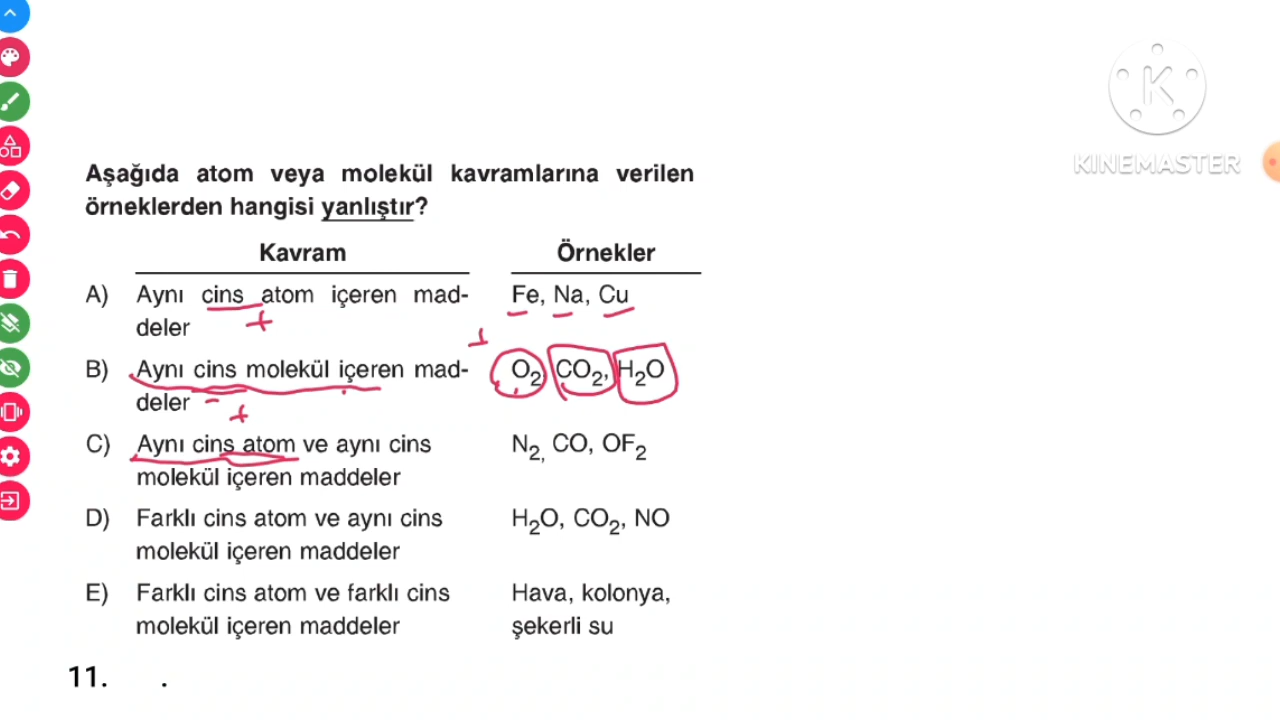 KINEMASTER
Aşağıda atom veya molekül kavramlarına verilen
örneklerden hangisi yanlıştır?
Kavram Örnekler
A) Aynı cins atom içeren mad- Fe, Na, Cu
deler
B) Aynı cins molekül içeren mad- O₂, CO₂, H₂O
deler
C) Aynı cins atom ve aynı cins N₂, CO, OF₂
molekül içeren maddeler
D) Farklı cins atom ve aynı cins H₂O, CO₂, NO
molekül içeren maddeler
E) Farklı cins atom ve farklı cins Hava, kolonya,
molekül içeren maddeler şekerli su
11. .